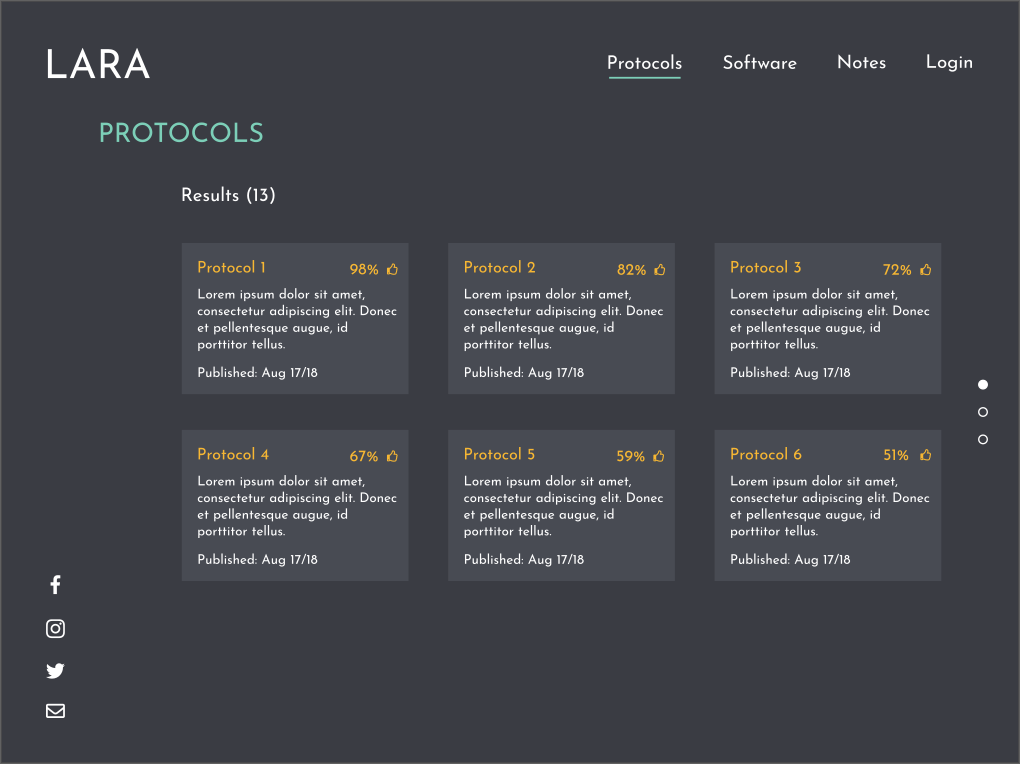 LARA
Protocols Software Notes Login
PROTOCOLS
Results (13)
Protocol 1 98%
Lorem ipsum dolor sit amet,
consectetur adipiscing elit. Donec
et pellentesque augue, id
porttitor tellus.
Published: Aug 17/18
Protocol 2 82%
Lorem ipsum dolor sit amet,
consectetur adipiscing elit. Donec
et pellentesque augue, id
porttitor tellus.
Published: Aug 17/18
Protocol 3 72%
Lorem ipsum dolor sit amet,
consectetur adipiscing elit. Donec
et pellentesque augue, id
porttitor tellus.
Published: Aug 17/18
Protocol 4 67%
Lorem ipsum dolor sit amet,
consectetur adipiscing elit. Donec
et pellentesque augue, id
porttitor tellus.
Published: Aug 17/18
Protocol 5 59%
Lorem ipsum dolor sit amet,
consectetur adipiscing elit. Donec
et pellentesque augue, id
porttitor tellus.
Published: Aug 17/18
Protocol 6 51%
Lorem ipsum dolor sit amet,
consectetur adipiscing elit. Donec
et pellentesque augue, id
porttitor tellus.
Published: Aug 17/18